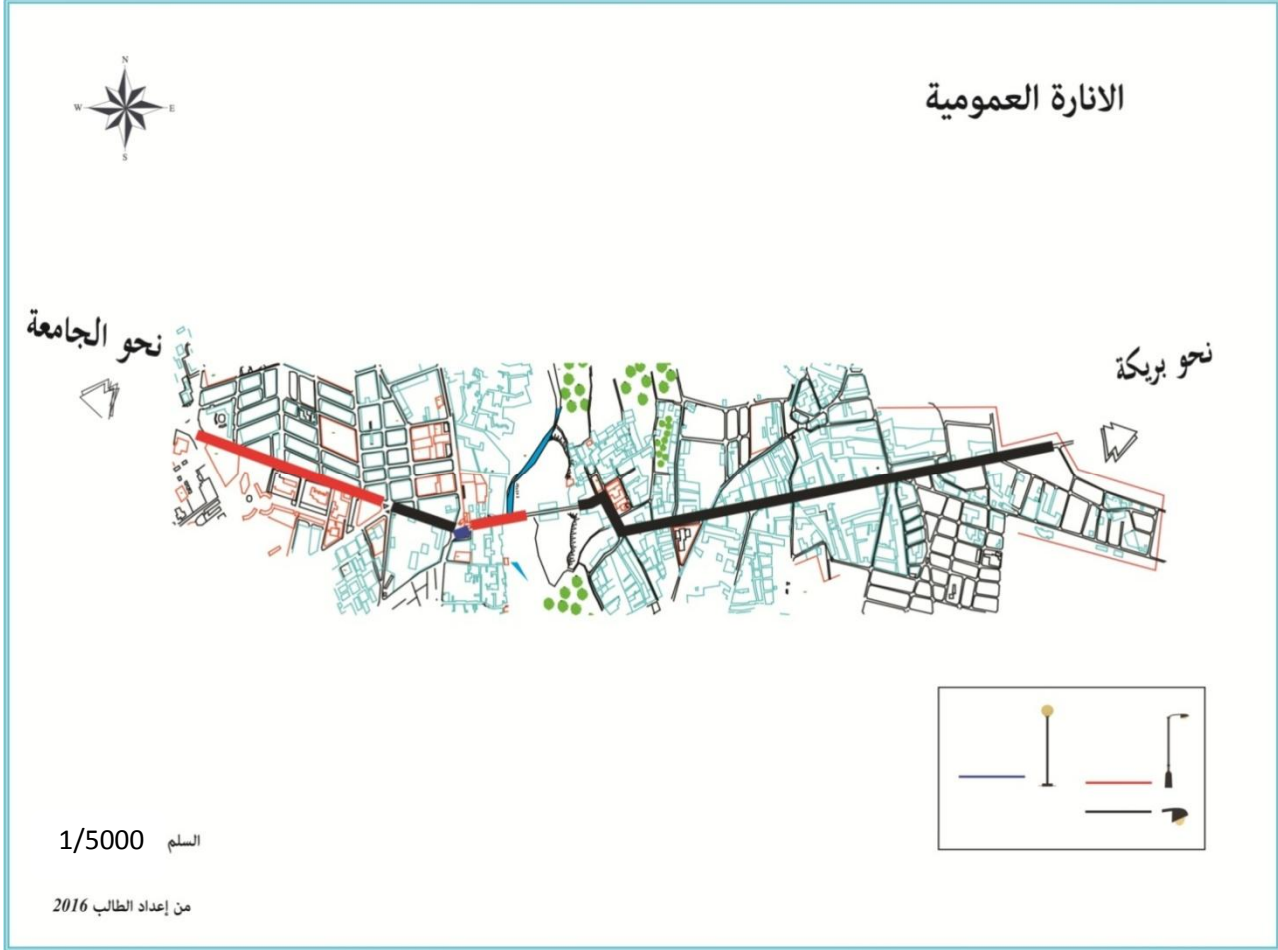 N
W E
S
الانارة العمومية
نحو الجامعة
نحو بريكة
1/5000 السلم
من إعداد الطالب 2016